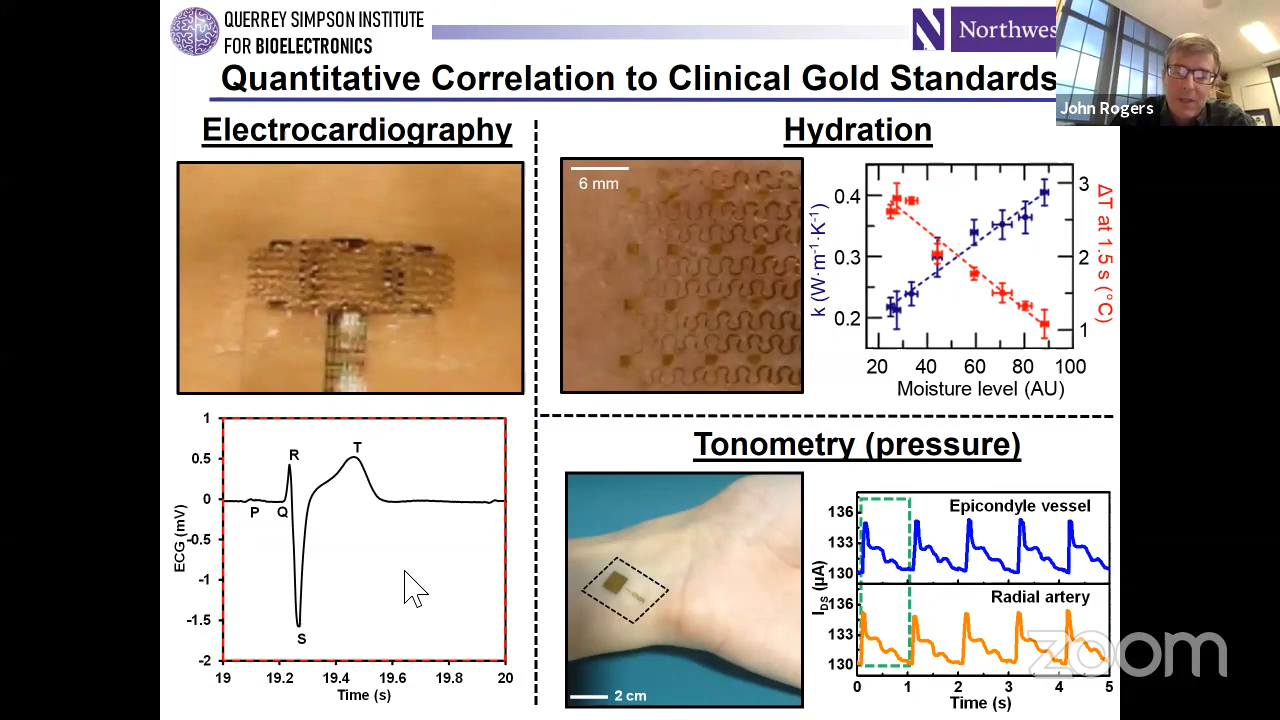 QUERREY SIMPSON INSTITUTE
FOR BIOELECTRONICS
N
Northwes
Quantitative Correlation to Clinical Gold Standards
John Rogers
Electrocardiography
Hydration
6 mm
k (W·m⁻¹·K⁻¹)
0.4
0.3
0.2
3
2
1
ΔT at 1.5 s (°C)
20 40 60 80 100
Moisture level (AU)
ECG (mV)
1
0.5
0
-0.5
-1
-1.5
-2
P
Q
R
S
T
19 19.2 19.4 19.6 19.8 20
Time (s)
Tonometry (pressure)
2 cm
I_DS (μA)
136
133
130
Epicondyle vessel
136
133
130
Radial artery
0 1 2 3 4 5
Time (s)
zoom